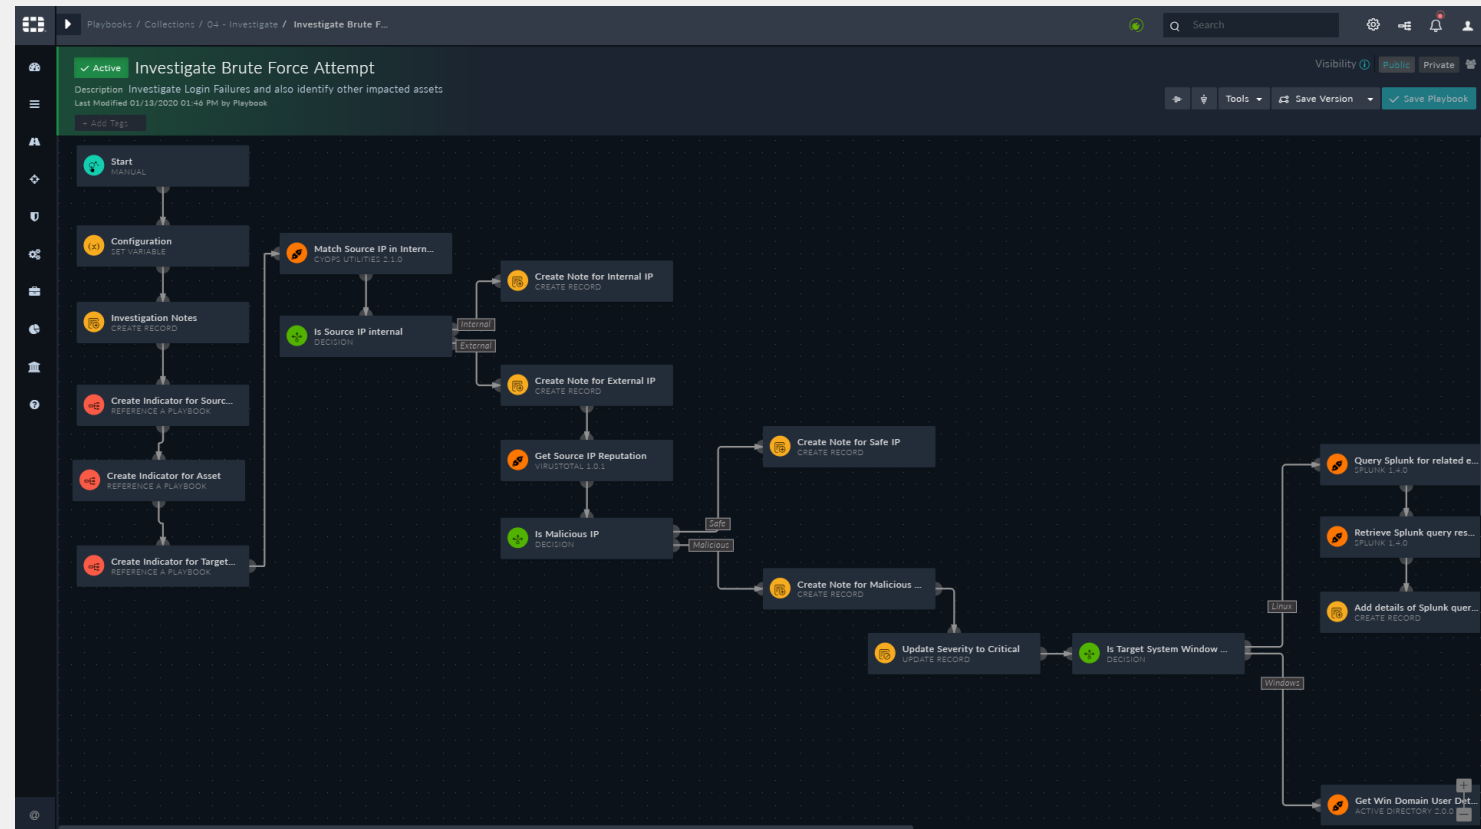 Playbooks / Collections / 04 - Investigate / Investigate Brute F...
Search
Active Investigate Brute Force Attempt
Description Investigate Login Failures and also identify other impacted assets
Last Modified 01/13/2020 01:46 PM by Playbook
+ Add Tags
Visibility Public Private
Tools Save Version Save Playbook
Start
MANUAL
Configuration
SET VARIABLE
Investigation Notes
CREATE RECORD
Create Indicator for Sourc...
REFERENCE A PLAYBOOK
Create Indicator for Asset
REFERENCE A PLAYBOOK
Create Indicator for Target...
REFERENCE A PLAYBOOK
Match Source IP in Intern...
CYOPS UTILITIES 2.1.0
Is Source IP internal
DECISION
Internal
External
Create Note for Internal IP
CREATE RECORD
Create Note for External IP
CREATE RECORD
Get Source IP Reputation
VIRUSTOTAL 1.0.1
Is Malicious IP
DECISION
Safe
Malicious
Create Note for Safe IP
CREATE RECORD
Create Note for Malicious ...
CREATE RECORD
Update Severity to Critical
UPDATE RECORD
Is Target System Window ...
DECISION
Linux
Windows
Query Splunk for related e...
SPLUNK 1.4.0
Retrieve Splunk query res...
SPLUNK 1.4.0
Add details of Splunk quer...
CREATE RECORD
Get Win Domain User Det...
ACTIVE DIRECTORY 2.0.0
@